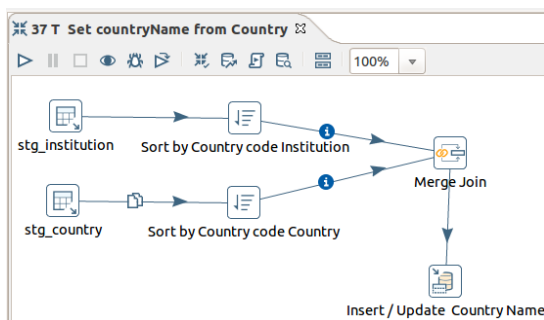 37 T Set countryName from Country
100%
stg_institution
Sort by Country code Institution
Merge Join
stg_country
Sort by Country code Country
Insert / Update Country Name